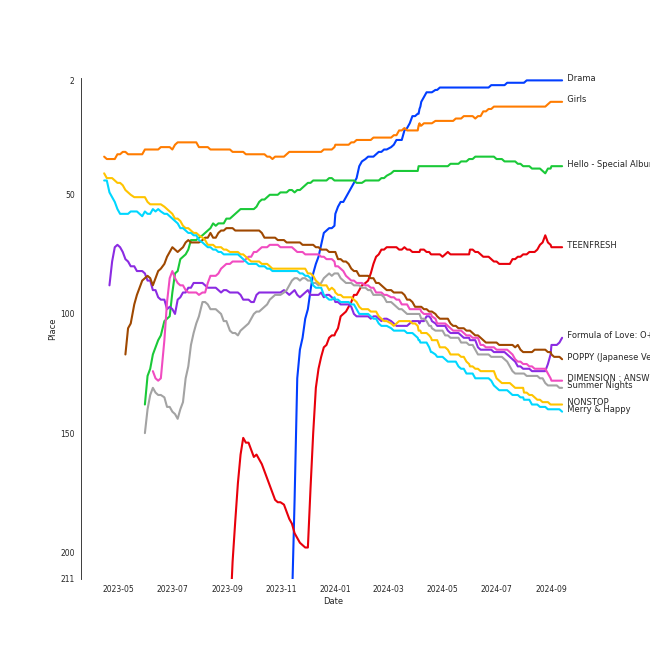 2
50
100
150
200
211
Place
2023-05
2023-07
2023-09
2023-11
2024-01
2024-03
2024-05
2024-07
2024-09
Date
Drama
Girls
Hello - Special Albu
TEENFRESH
Formula of Love: O+
POPPY (Japanese Ve
DIMENSION : ANSW
Summer Nights
NONSTOP
Merry & Happy